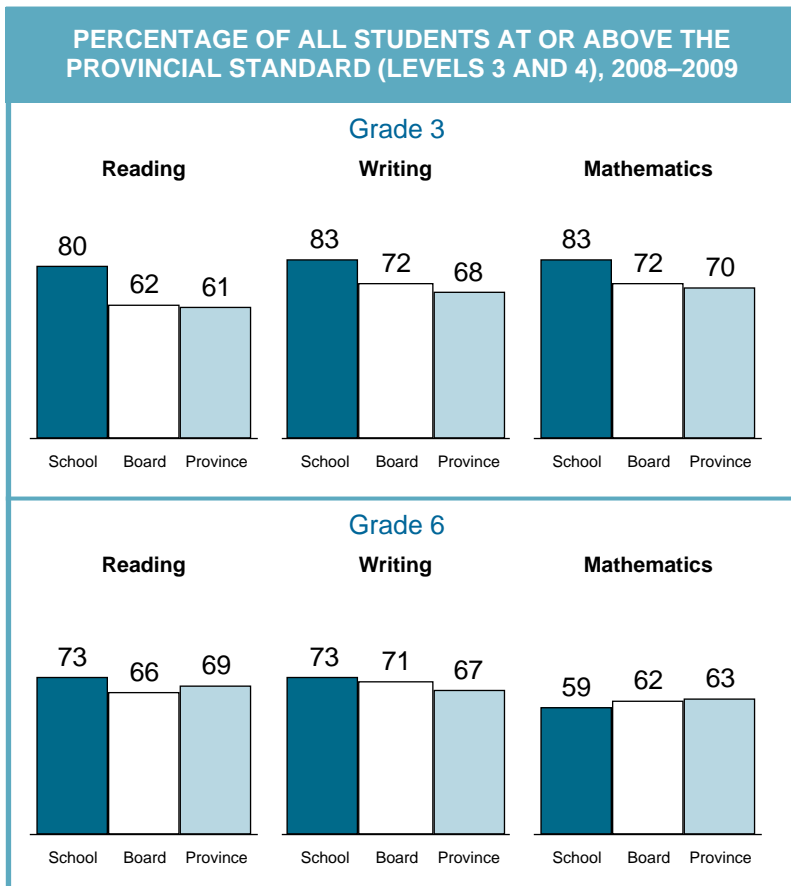 PERCENTAGE OF ALL STUDENTS AT OR ABOVE THE
PROVINCIAL STANDARD (LEVELS 3 AND 4), 2008–2009
Grade 3
Reading Writing Mathematics
80 62 61 83 72 68 83 72 70
School Board Province School Board Province School Board Province
Grade 6
Reading Writing Mathematics
73 66 69 73 71 67 59 62 63
School Board Province School Board Province School Board Province